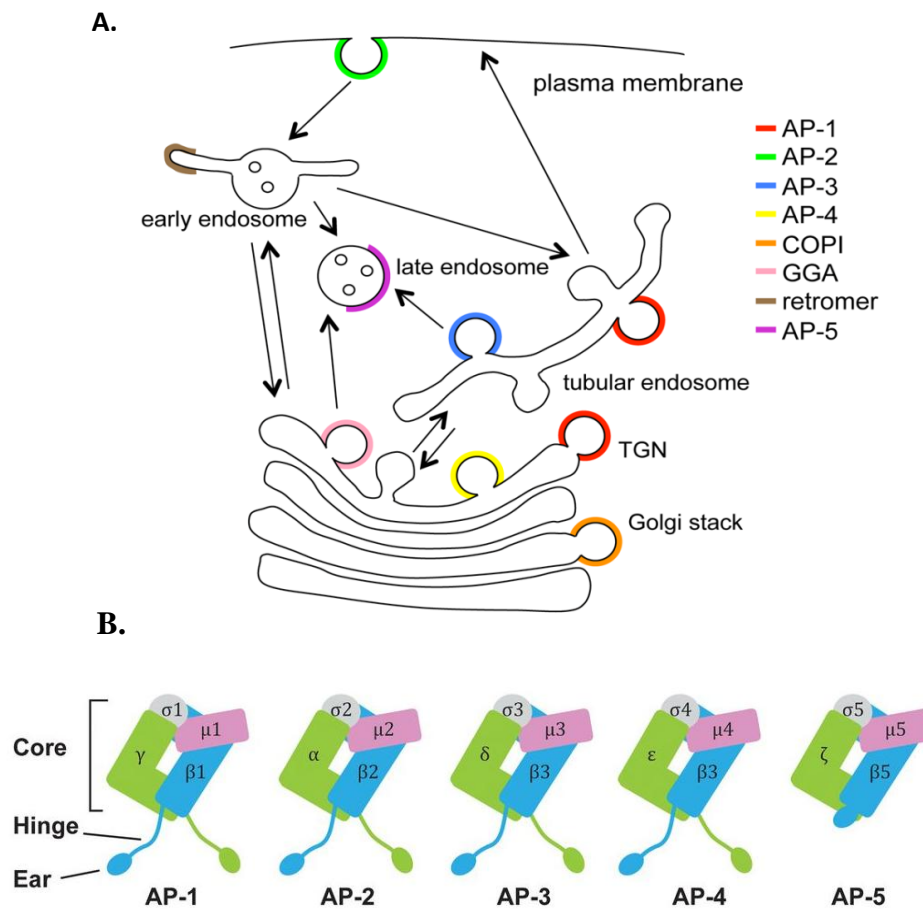 A.
plasma membrane
AP-1
AP-2
AP-3
AP-4
COPI
GGA
retromer
AP-5
early endosome
late endosome
tubular endosome
TGN
Golgi stack
B.
Core
Hinge
Ear
σ1
μ1
γ
β1
AP-1
σ2
μ2
α
β2
AP-2
σ3
μ3
δ
β3
AP-3
σ4
μ4
ε
β3
AP-4
σ5
μ5
ζ
β5
AP-5